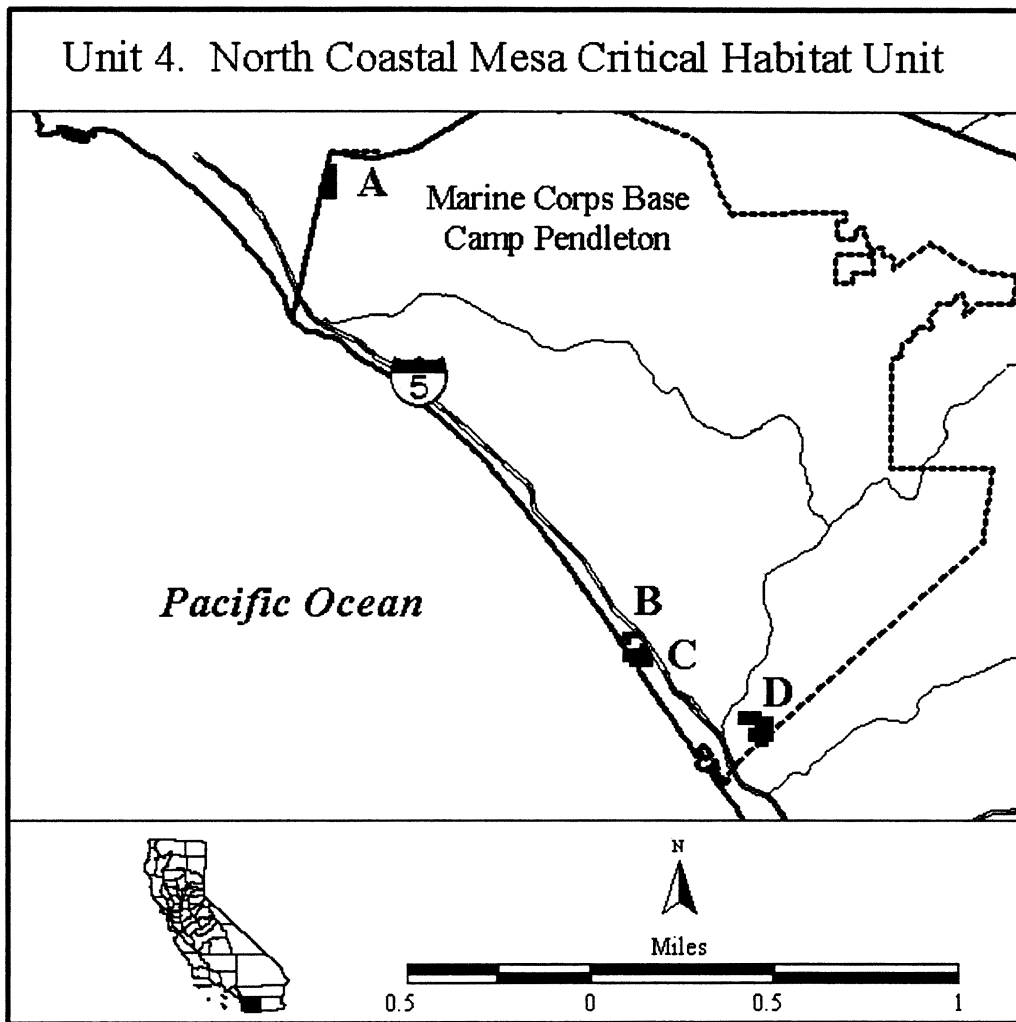 Unit 4. North Coastal Mesa Critical Habitat Unit
A
Marine Corps Base
Camp Pendleton
5
Pacific Ocean
B
C
D
N
Miles
0.5 0 0.5 1